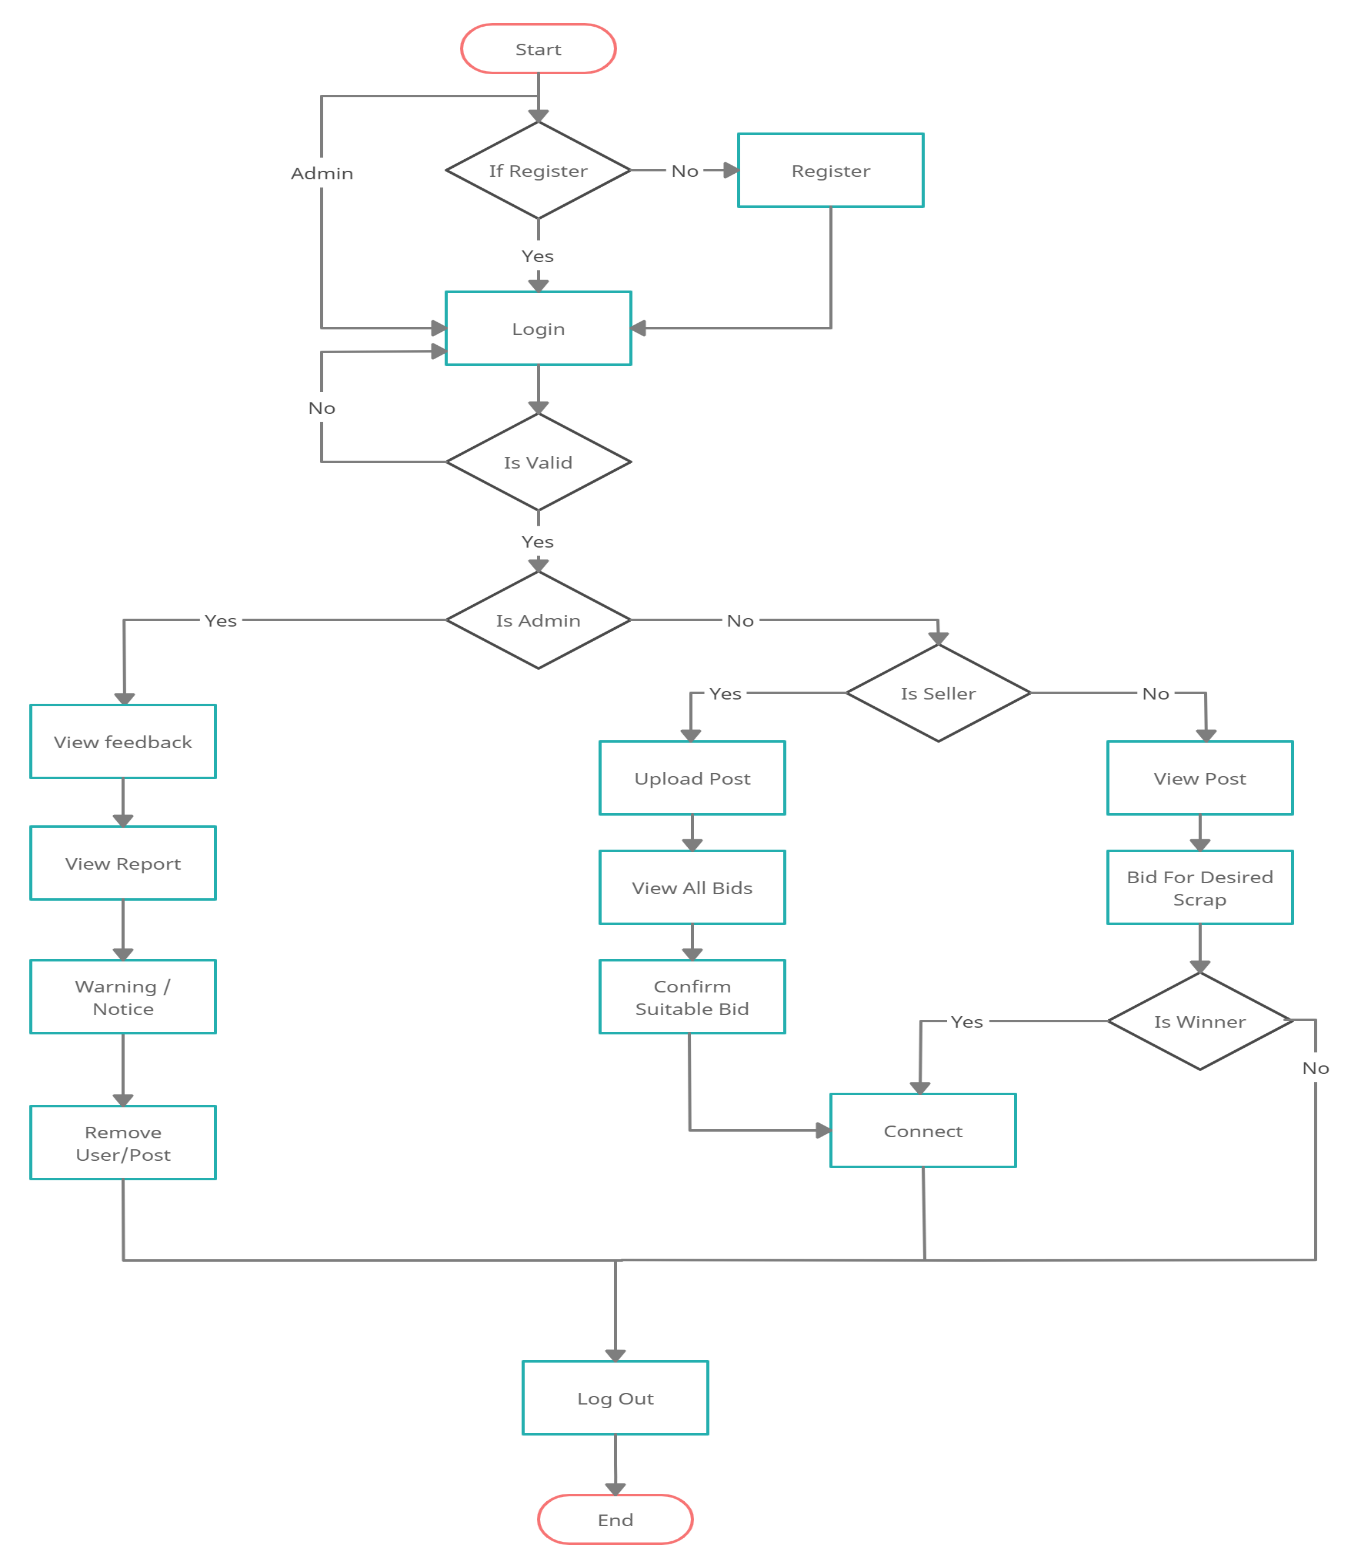 Start
Admin
If Register
No
Register
Yes
Login
No
Is Valid
Yes
Yes
Is Admin
No
Yes
Is Seller
No
View feedback
Upload Post
View Post
View Report
View All Bids
Bid For Desired
Scrap
Warning /
Notice
Confirm
Suitable Bid
Yes
Is Winner
No
Remove
User/Post
Connect
Log Out
End